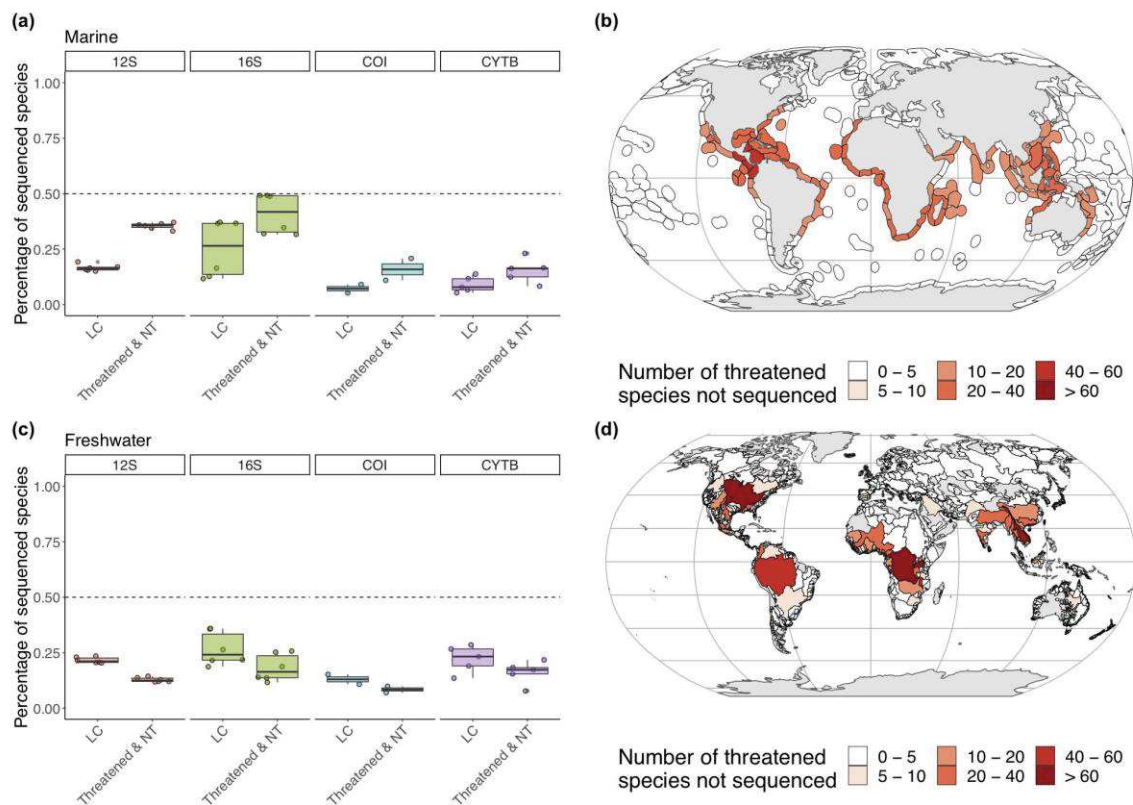 (a)
Marine
12S 16S COI CYTB
Percentage of sequenced species
1.00
0.75
0.50
0.25
0.00
LC Threatened & NT LC Threatened & NT LC Threatened & NT LC Threatened & NT
(b)
Number of threatened
species not sequenced
0 – 5 10 – 20 40 – 60
5 – 10 20 – 40 > 60
(c)
Freshwater
12S 16S COI CYTB
Percentage of sequenced species
1.00
0.75
0.50
0.25
0.00
LC Threatened & NT LC Threatened & NT LC Threatened & NT LC Threatened & NT
(d)
Number of threatened
species not sequenced
0 – 5 10 – 20 40 – 60
5 – 10 20 – 40 > 60